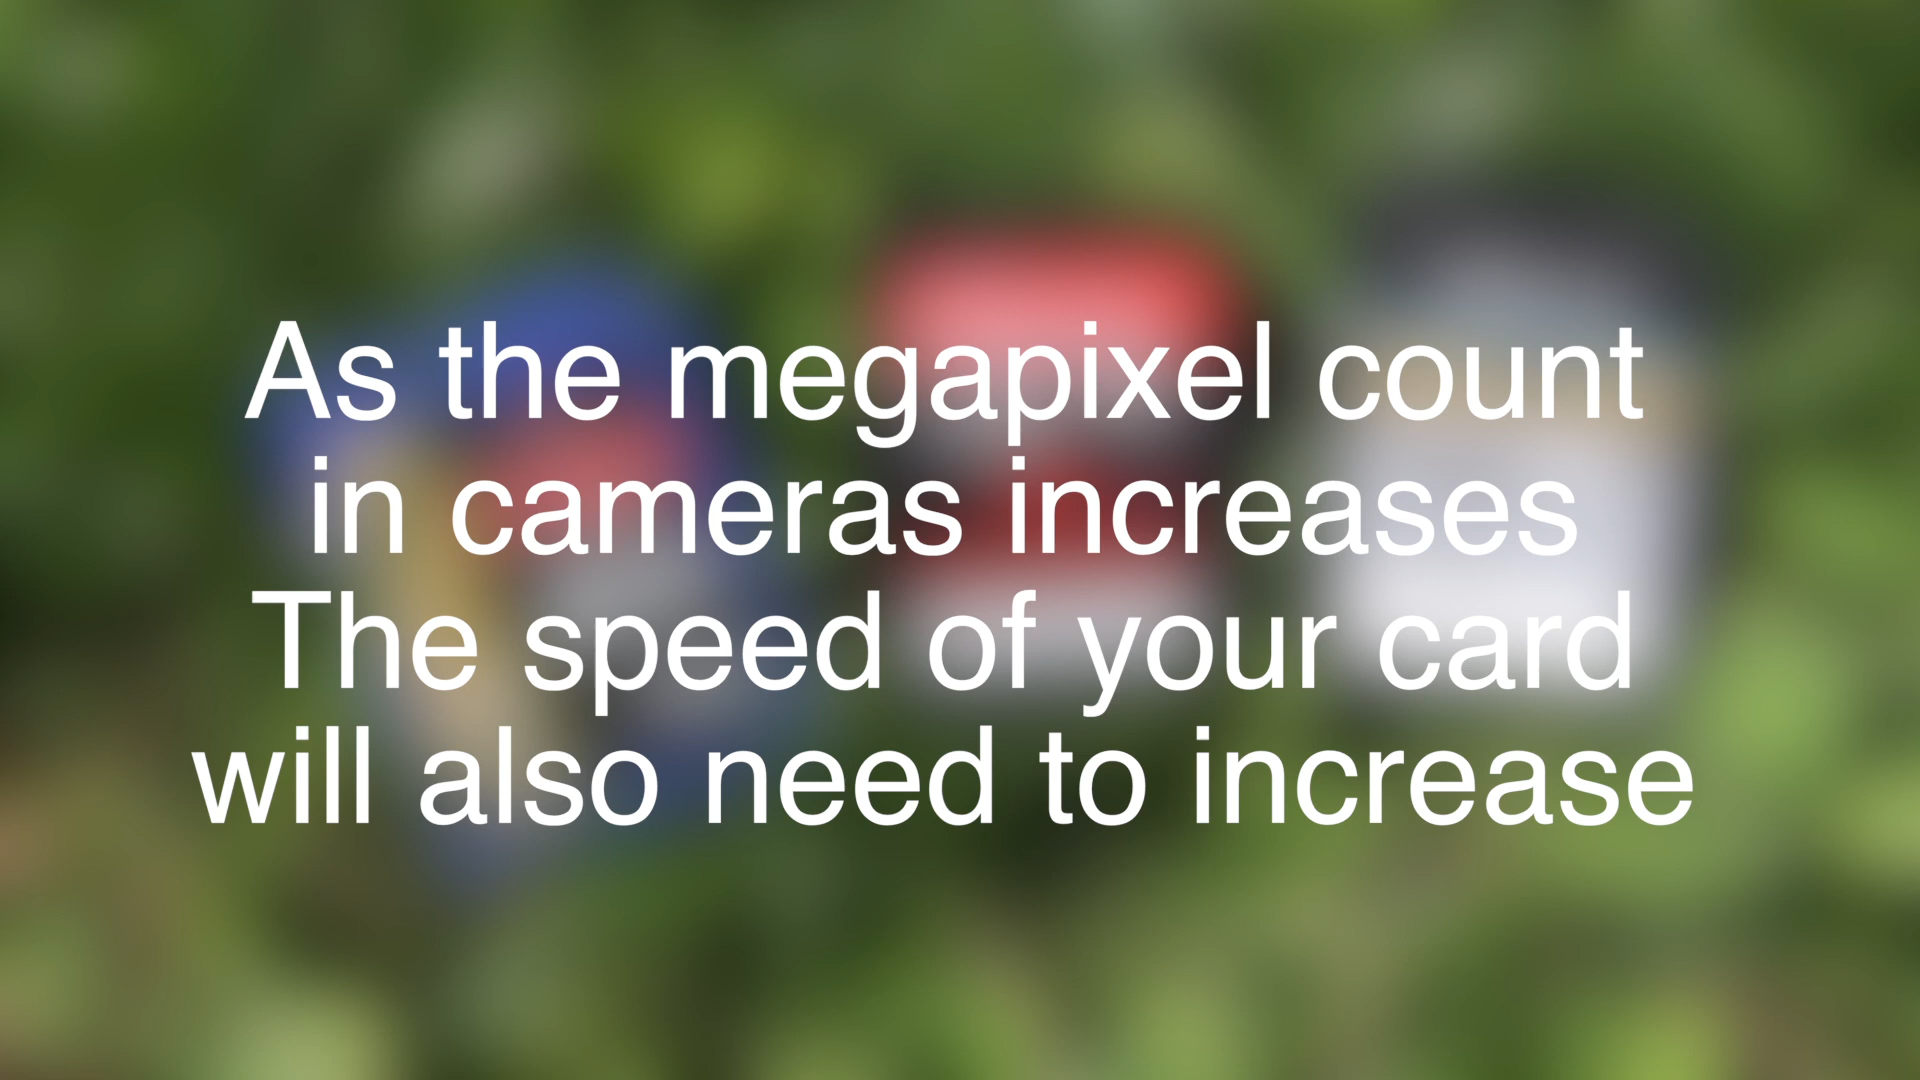 As the megapixel count
in cameras increases
The speed of your card
will also need to increase